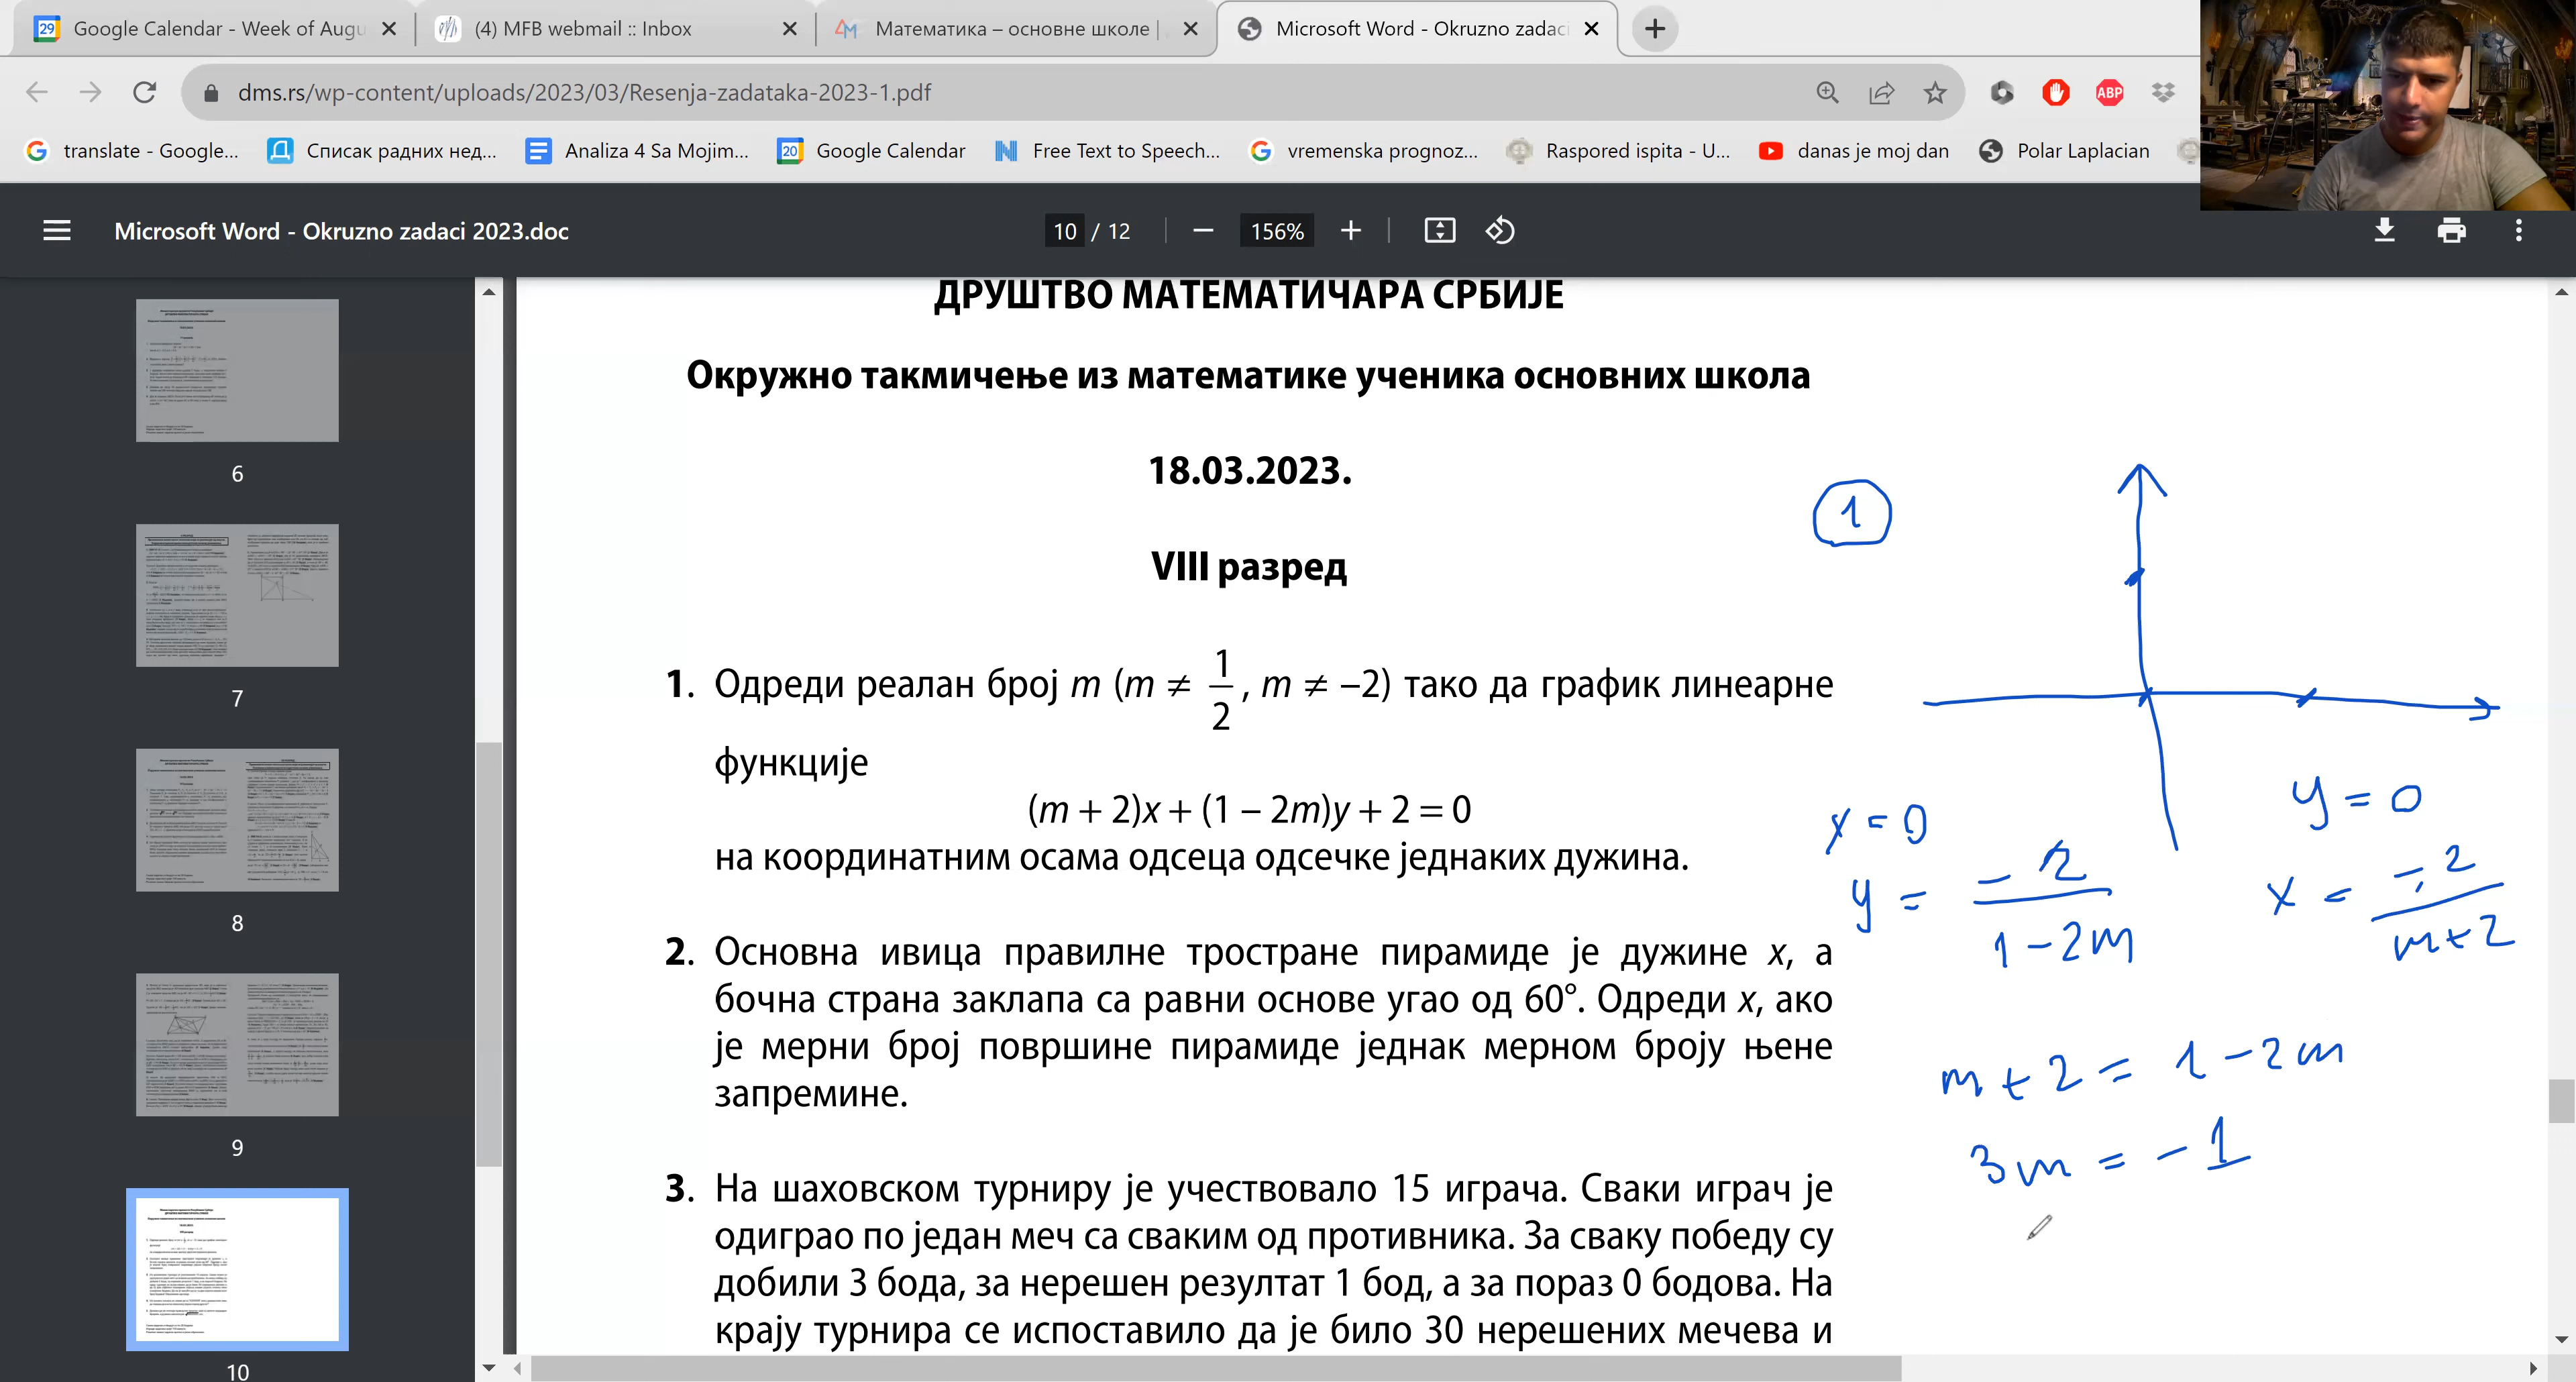 Google Calendar - Week of Augu
(4) MFB webmail :: Inbox
Математика – основне школе |
Microsoft Word - Okruzno zadaci
dms.rs/wp-content/uploads/2023/03/Resenja-zadataka-2023-1.pdf
translate - Google...
Списак радних нед...
Analiza 4 Sa Mojim...
Google Calendar
Free Text to Speech...
vremenska prognoz...
Raspored ispita - U...
danas je moj dan
Polar Laplacian
Microsoft Word - Okruzno zadaci 2023.doc
10 / 12
156%
6
7
8
9
10
ДРУШТВО МАТЕМАТИЧАРА СРБИЈЕ
Окружно такмичење из математике ученика основних школа
18.03.2023.
VIII разред
1. Одреди реалан број m (m ≠ 1/2, m ≠ –2) тако да график линеарне
функције
(m + 2)x + (1 – 2m)y + 2 = 0
на координатним осама одсеца одсечке једнаких дужина.
2. Основна ивица правилне тростране пирамиде је дужине x, а
бочна страна заклапа са равни основе угао од 60°. Одреди x, ако
је мерни број површине пирамиде једнак мерном броју њене
запремине.
3. На шаховском турниру је учествовало 15 играча. Сваки играч је
одиграо по један меч са сваким од противника. За сваку победу су
добили 3 бода, за нерешен резултат 1 бод, а за пораз 0 бодова. На
крају турнира се испоставило да је било 30 нерешених мечева и
1
x = 0
y = -2/(1-2m)
y = 0
x = -2/(m+2)
m + 2 = 1 - 2m
3m = -1